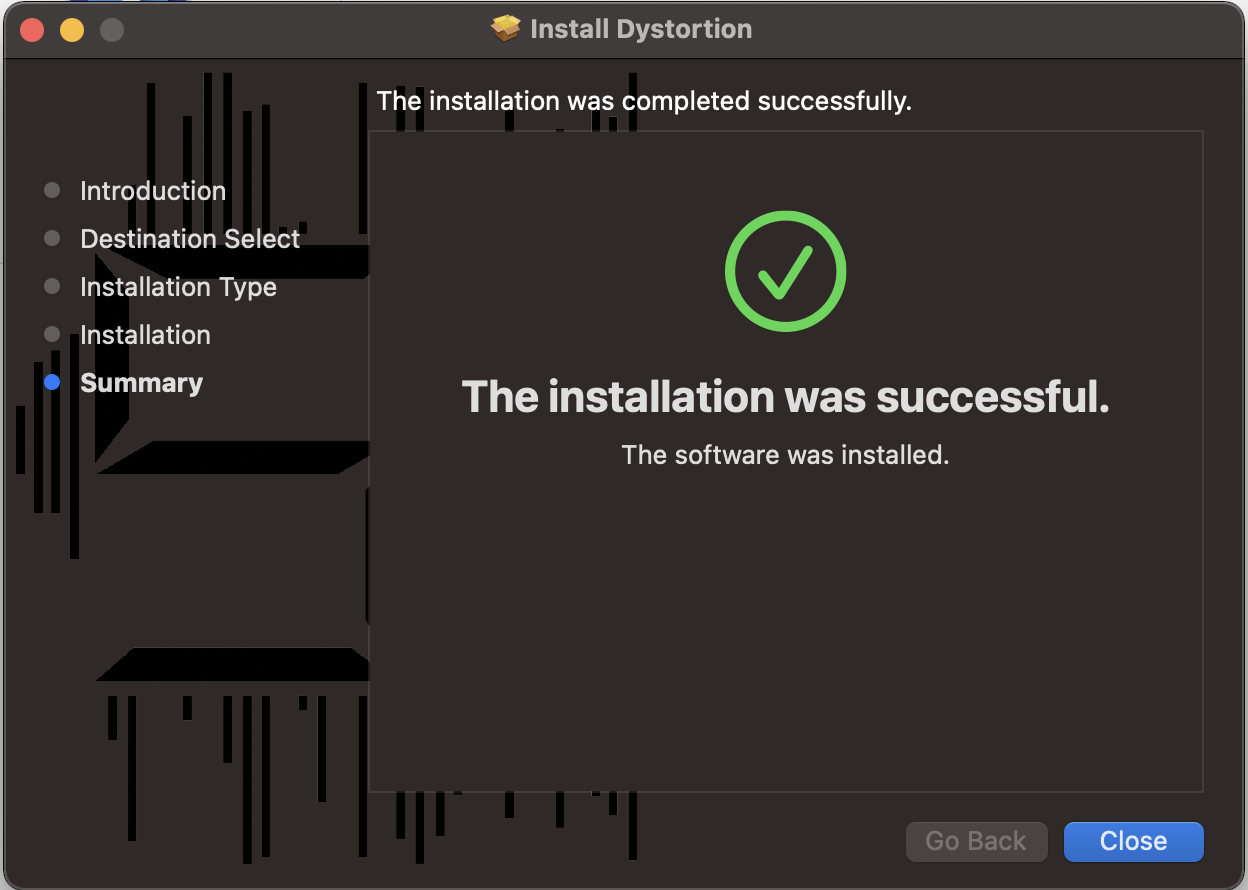 Install Dystortion
The installation was completed successfully.
Introduction
Destination Select
Installation Type
Installation
Summary
The installation was successful.
The software was installed.
Go Back
Close